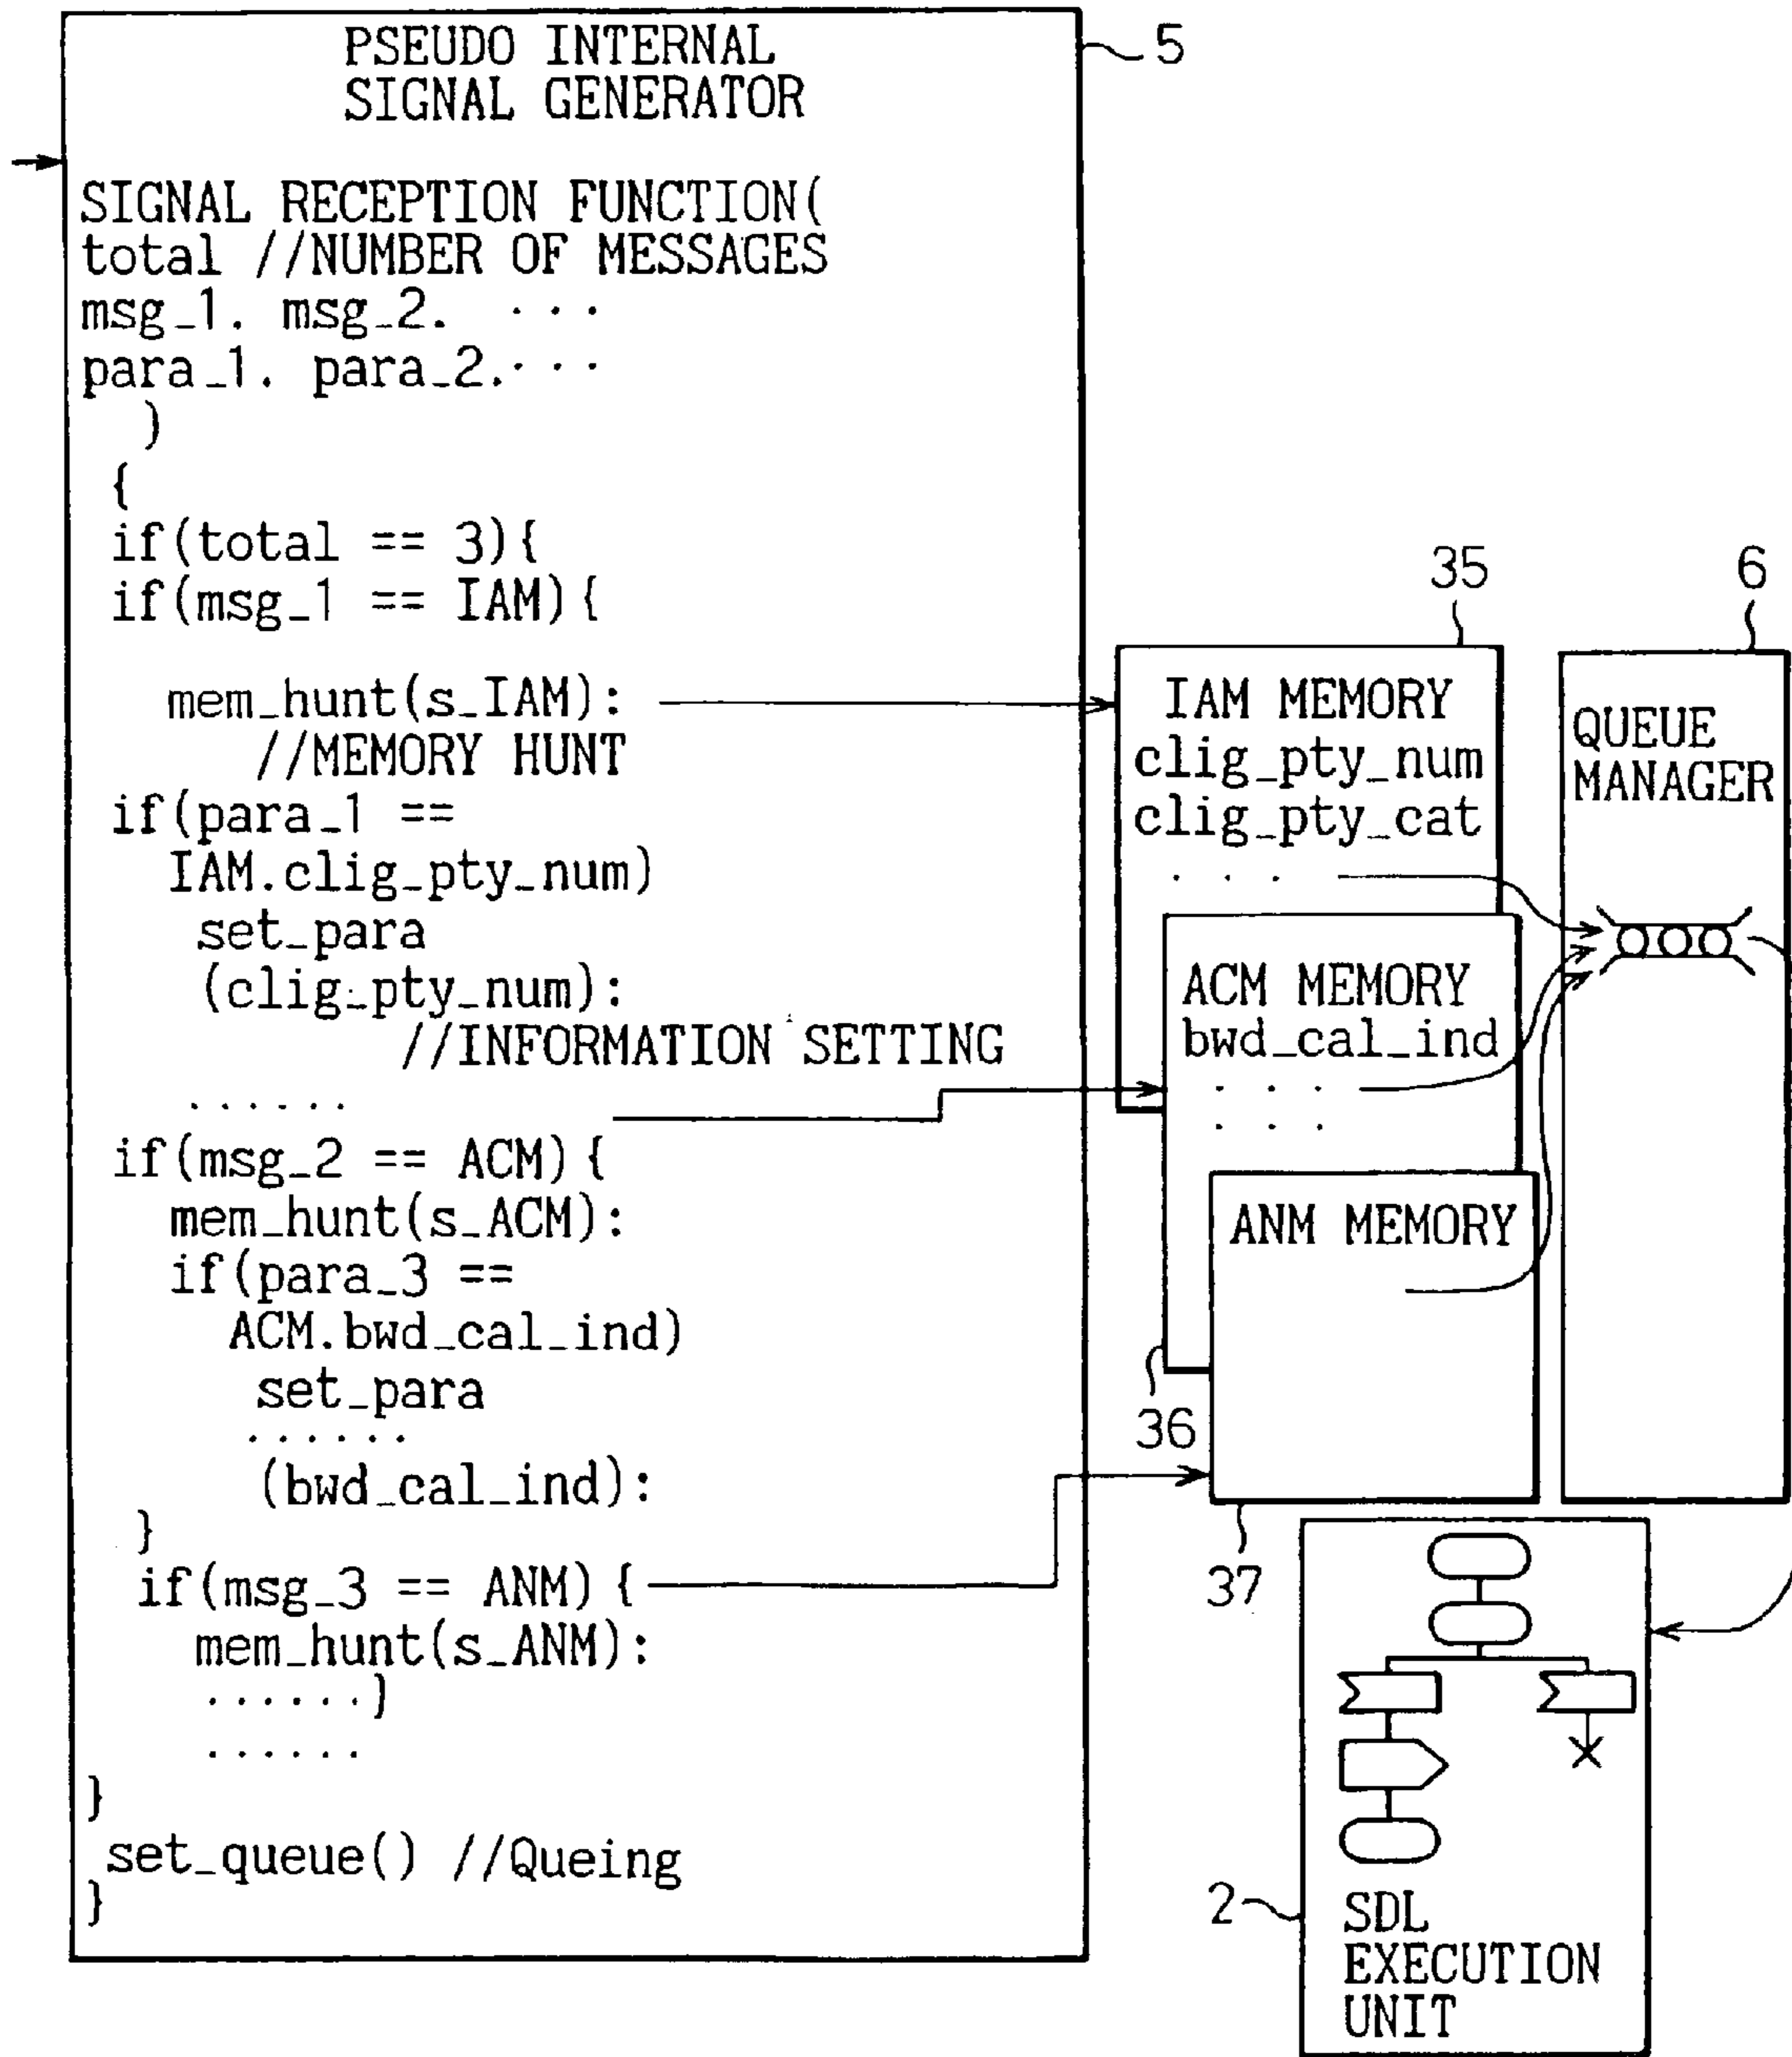 PSEUDO INTERNAL
SIGNAL GENERATOR
5
SIGNAL RECEPTION FUNCTION(
total //NUMBER OF MESSAGES
msg_1. msg_2. ...
para_1. para_2....
)
{
if(total == 3){
if(msg_1 == IAM){
mem_hunt(s_IAM):
//MEMORY HUNT
if(para_1 ==
IAM.clig_pty_num)
set_para
(clig_pty_num):
//INFORMATION SETTING
......
if(msg_2 == ACM){
mem_hunt(s_ACM):
if(para_3 ==
ACM.bwd_cal_ind)
set_para
......
(bwd_cal_ind):
}
if(msg_3 == ANM){
mem_hunt(s_ANM):
......}
......
}
set_queue() //Queing
}
35
IAM MEMORY
clig_pty_num
clig_pty_cat
....
ACM MEMORY
bwd_cal_ind
...
...
36
ANM MEMORY
37
6
QUEUE
MANAGER
2
SDL
EXECUTION
UNIT